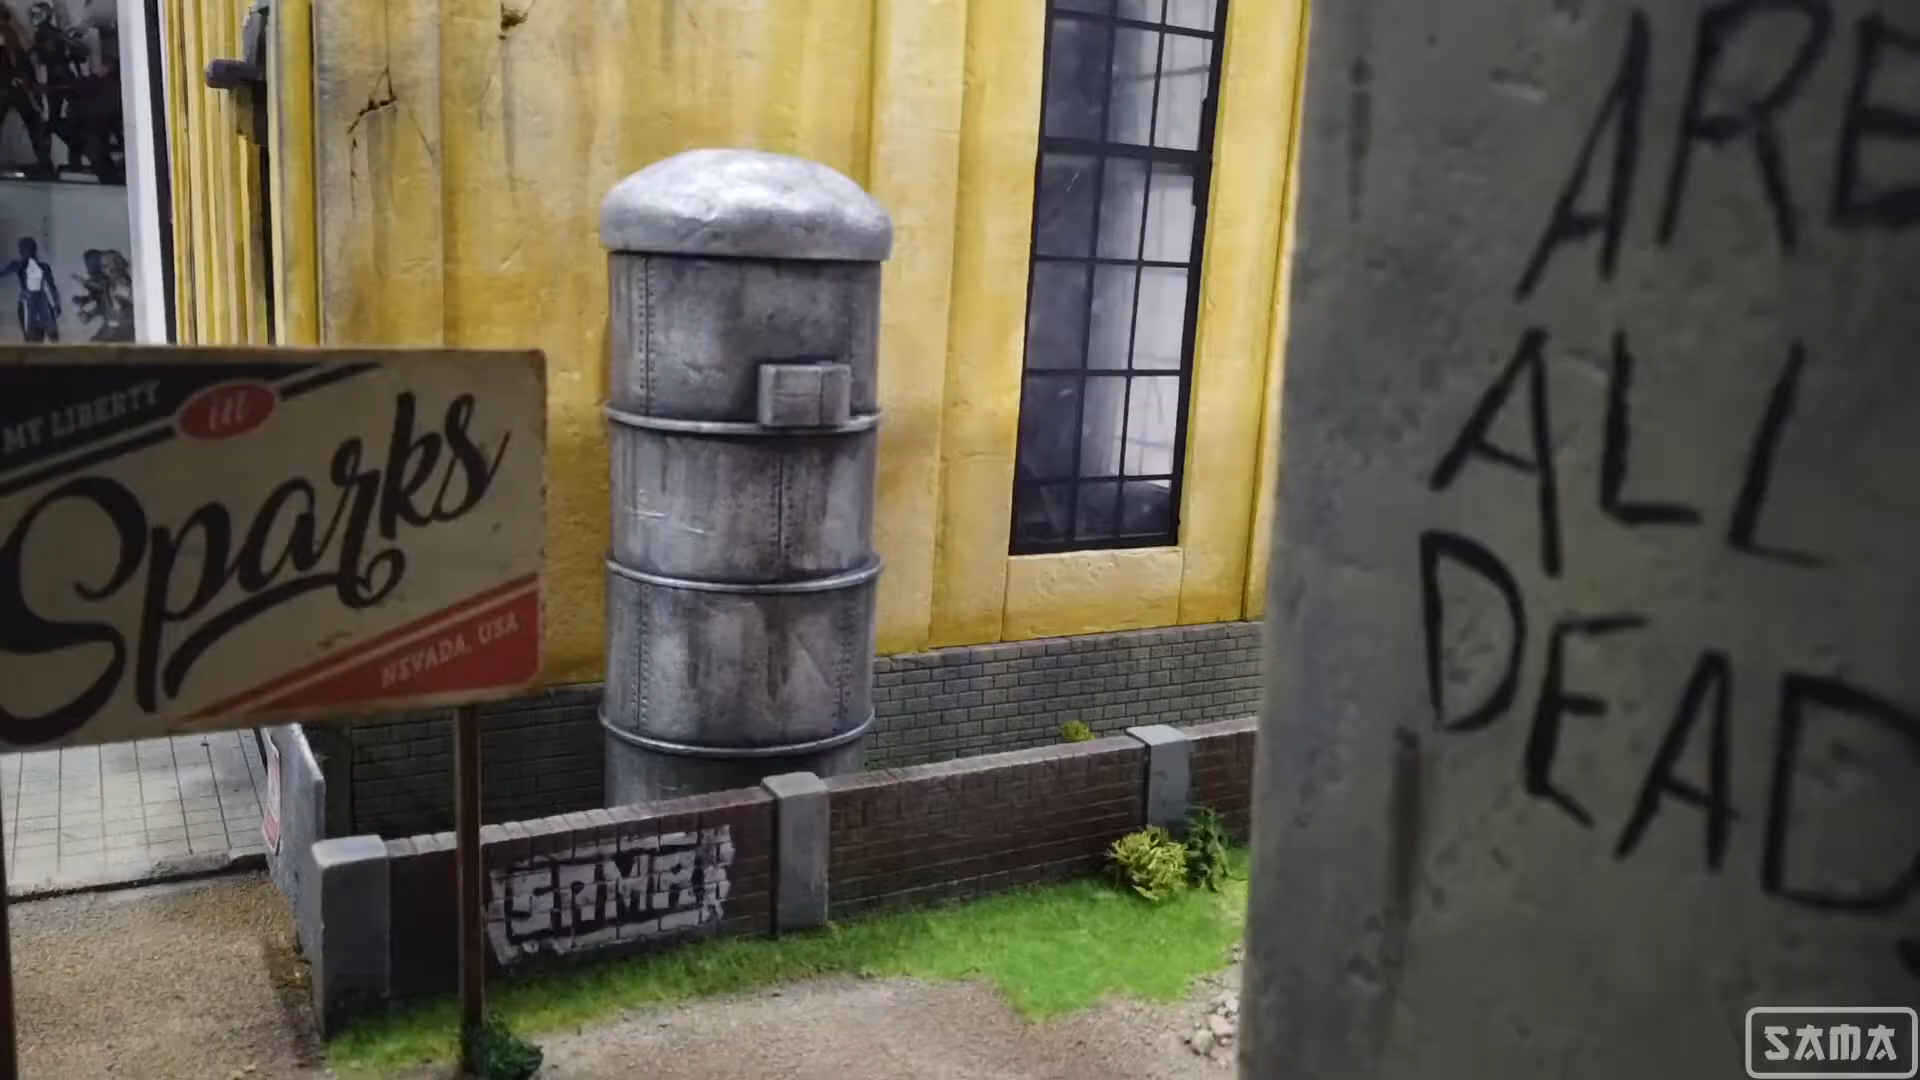 MY LIBERTY
in
Sparks
NEVADA, USA
SAMA
ARE
ALL
DEAD
SAMA